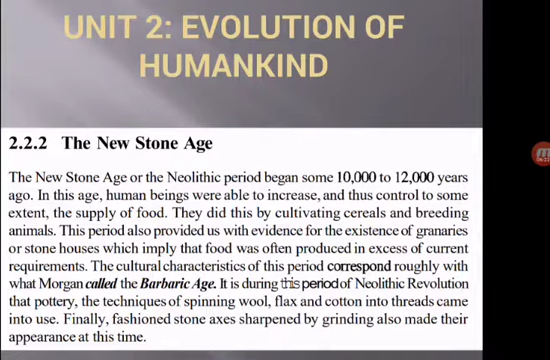 UNIT 2: EVOLUTION OF
HUMANKIND
2.2.2 The New Stone Age
The New Stone Age or the Neolithic period began some 10,000 to 12,000 years
ago. In this age, human beings were able to increase, and thus control to some
extent, the supply of food. They did this by cultivating cereals and breeding
animals. This period also provided us with evidence for the existence of granaries
or stone houses which imply that food was often produced in excess of current
requirements. The cultural characteristics of this period correspond roughly with
what Morgan called the Barbaric Age. It is during this period of Neolithic Revolution
that pottery, the techniques of spinning wool, flax and cotton into threads came
into use. Finally, fashioned stone axes sharpened by grinding also made their
appearance at this time.